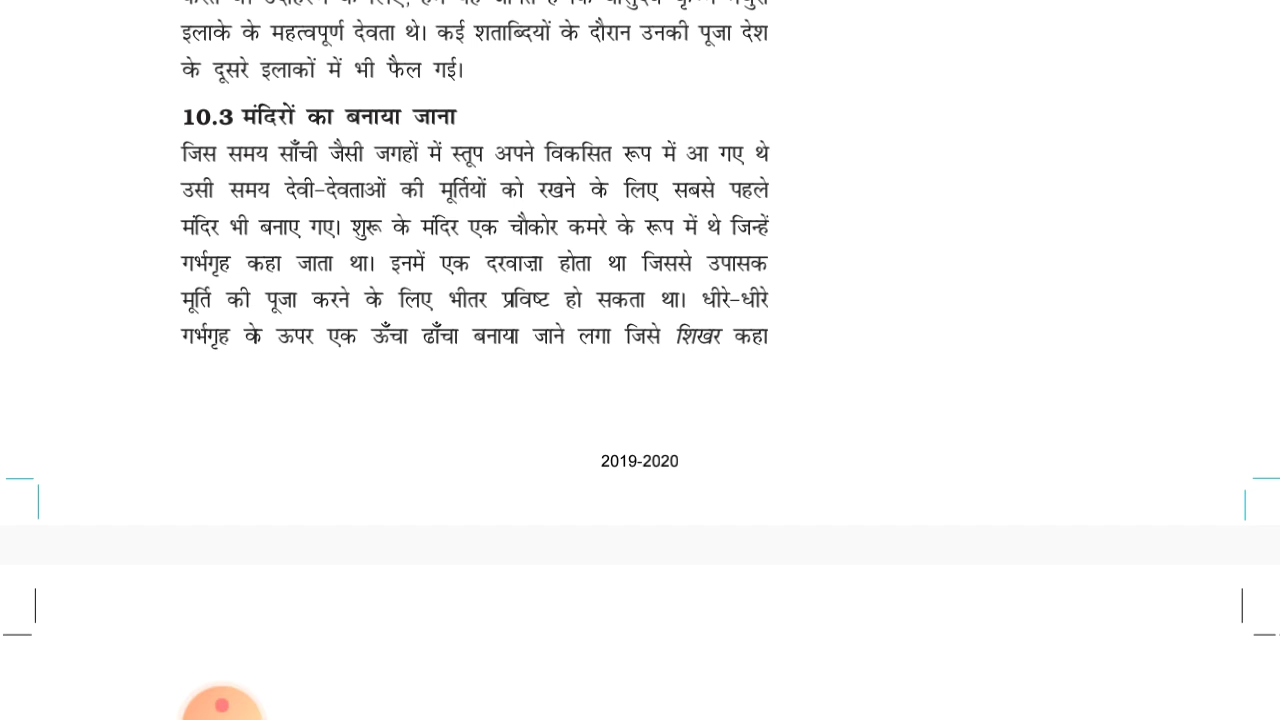 इलाके के महत्वपूर्ण देवता थे। कई शताब्दियों के दौरान उनकी पूजा देश
के दूसरे इलाकों में भी फैल गई।
10.3 मंदिरों का बनाया जाना
जिस समय साँची जैसी जगहों में स्तूप अपने विकसित रूप में आ गए थे
उसी समय देवी-देवताओं की मूर्तियों को रखने के लिए सबसे पहले
मंदिर भी बनाए गए। शुरू के मंदिर एक चौकोर कमरे के रूप में थे जिन्हें
गर्भगृह कहा जाता था। इनमें एक दरवाज़ा होता था जिससे उपासक
मूर्ति की पूजा करने के लिए भीतर प्रविष्ट हो सकता था। धीरे-धीरे
गर्भगृह के ऊपर एक ऊँचा ढाँचा बनाया जाने लगा जिसे शिखर कहा
2019-2020